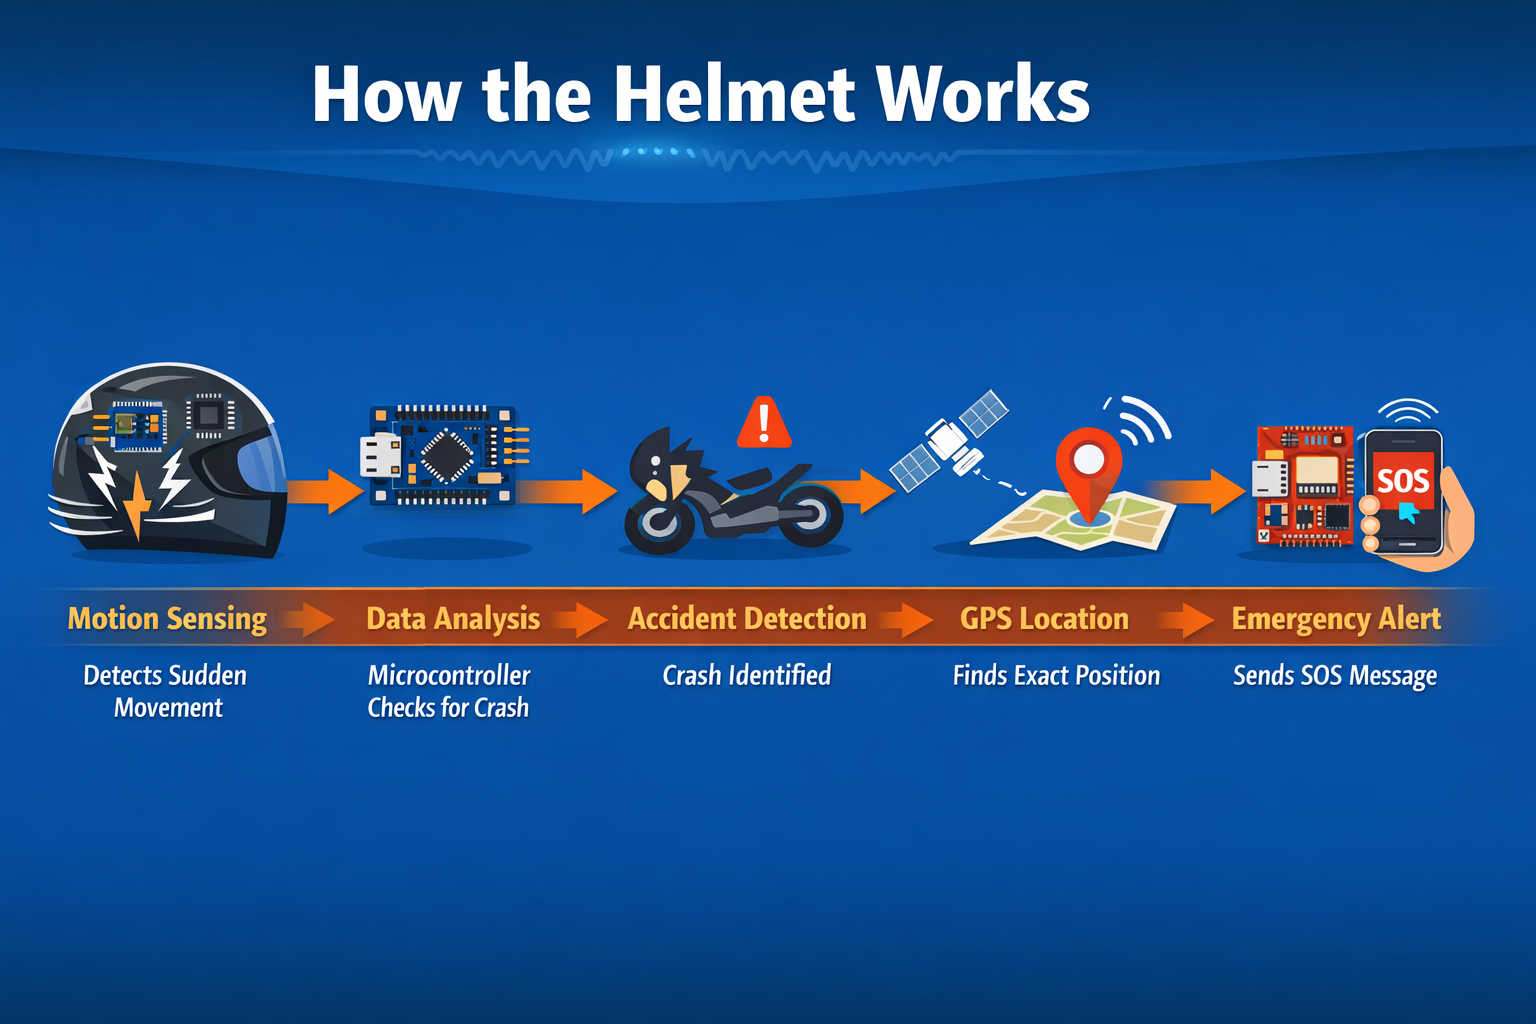 How the Helmet Works
SOS
Motion Sensing
Data Analysis
Accident Detection
GPS Location
Emergency Alert
Detects Sudden
Movement
Microcontroller
Checks for Crash
Crash Identified
Finds Exact Position
Sends SOS Message